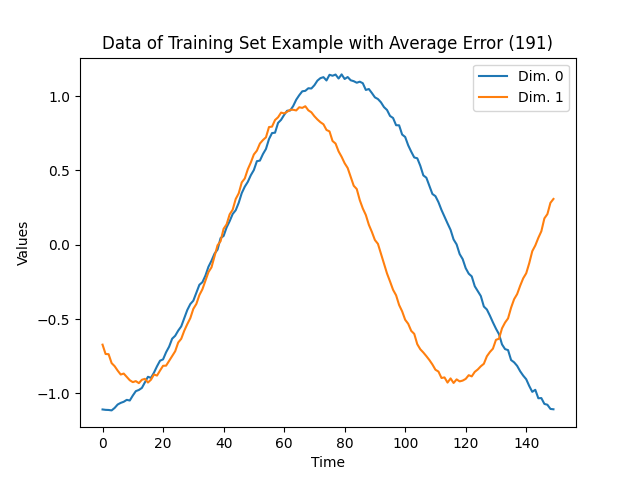 Data of Training Set Example with Average Error (191)
Dim. 0
Dim. 1
1.0
0.5
0.0
−0.5
−1.0
Values
0 20 40 60 80 100 120 140
Time